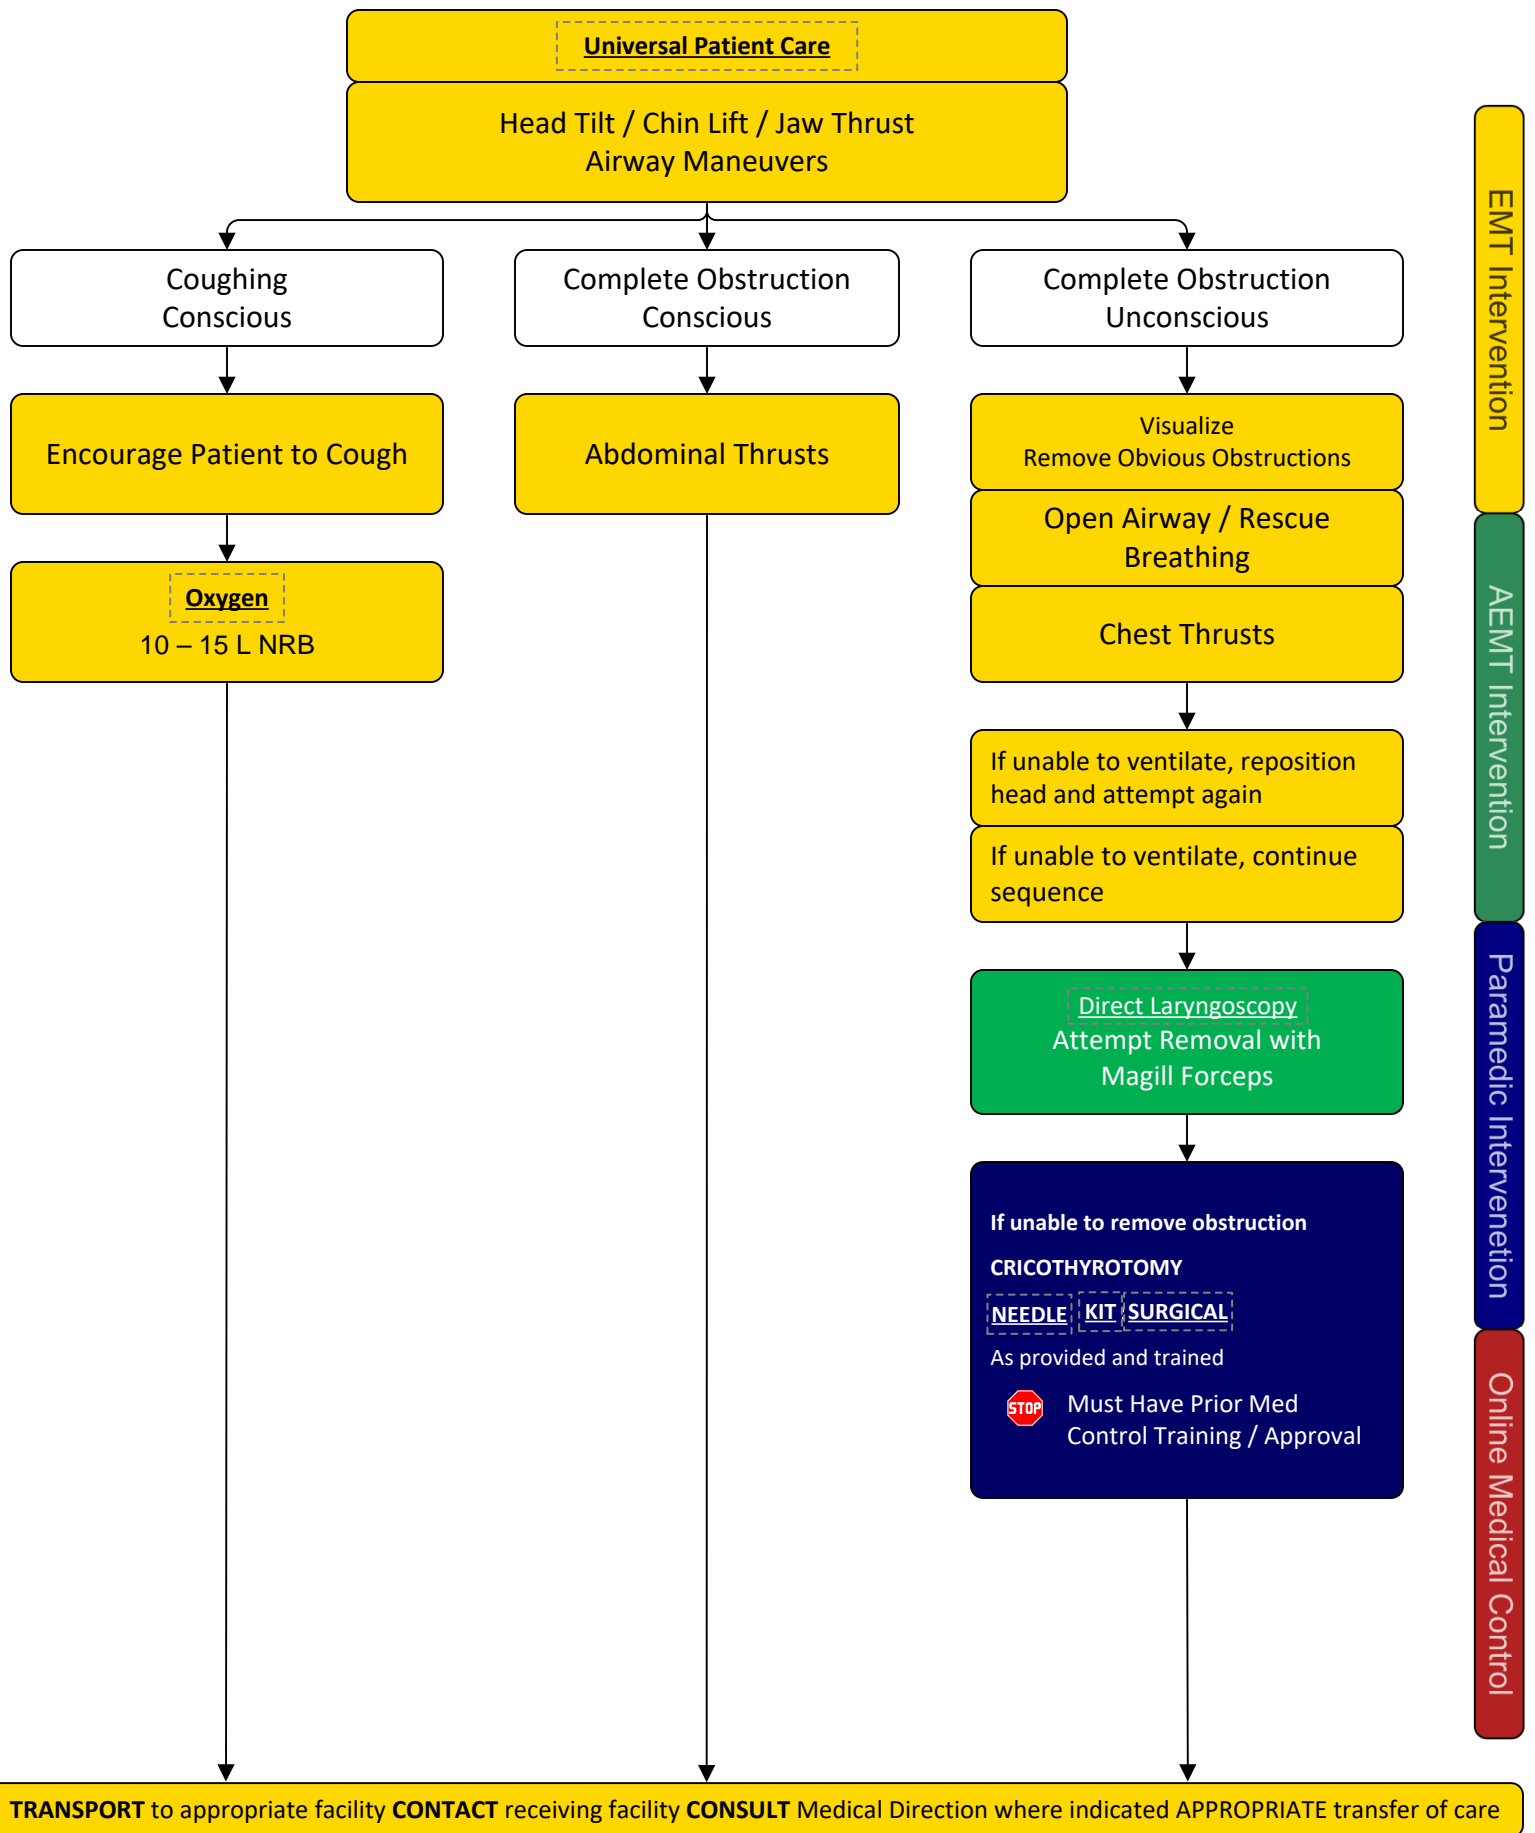 Universal Patient Care
Head Tilt / Chin Lift / Jaw Thrust
Airway Maneuvers
Coughing
Conscious
Encourage Patient to Cough
Oxygen
10 – 15 L NRB
Complete Obstruction
Conscious
Abdominal Thrusts
Complete Obstruction
Unconscious
Visualize
Remove Obvious Obstructions
Open Airway / Rescue
Breathing
Chest Thrusts
If unable to ventilate, reposition
head and attempt again
If unable to ventilate, continue
sequence
Direct Laryngoscopy
Attempt Removal with
Magill Forceps
If unable to remove obstruction
CRICOTHYROTOMY
NEEDLE KIT SURGICAL
As provided and trained
STOP
Must Have Prior Med
Control Training / Approval
TRANSPORT to appropriate facility CONTACT receiving facility CONSULT Medical Direction where indicated APPROPRIATE transfer of care
EMT Intervention
AEMT Intervention
Paramedic Intervenetion
Online Medical Control